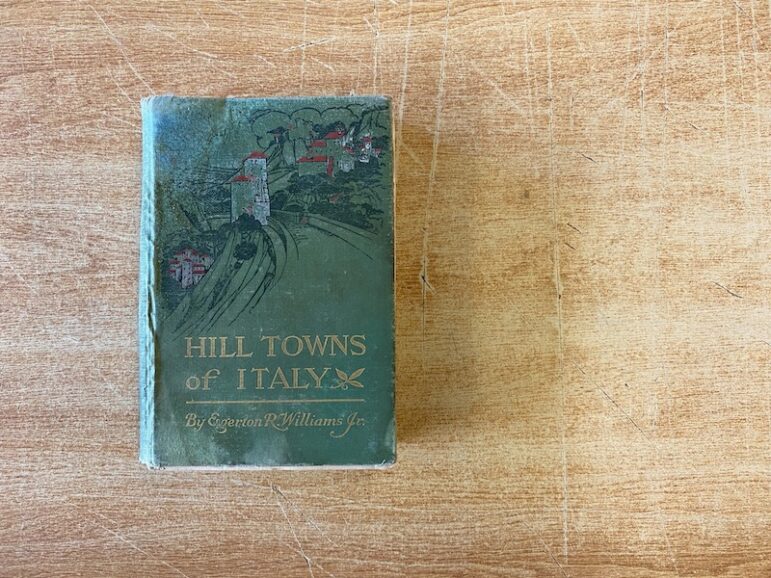 HILL TOWNS
of ITALY
By Egerton R. Williams Jr.